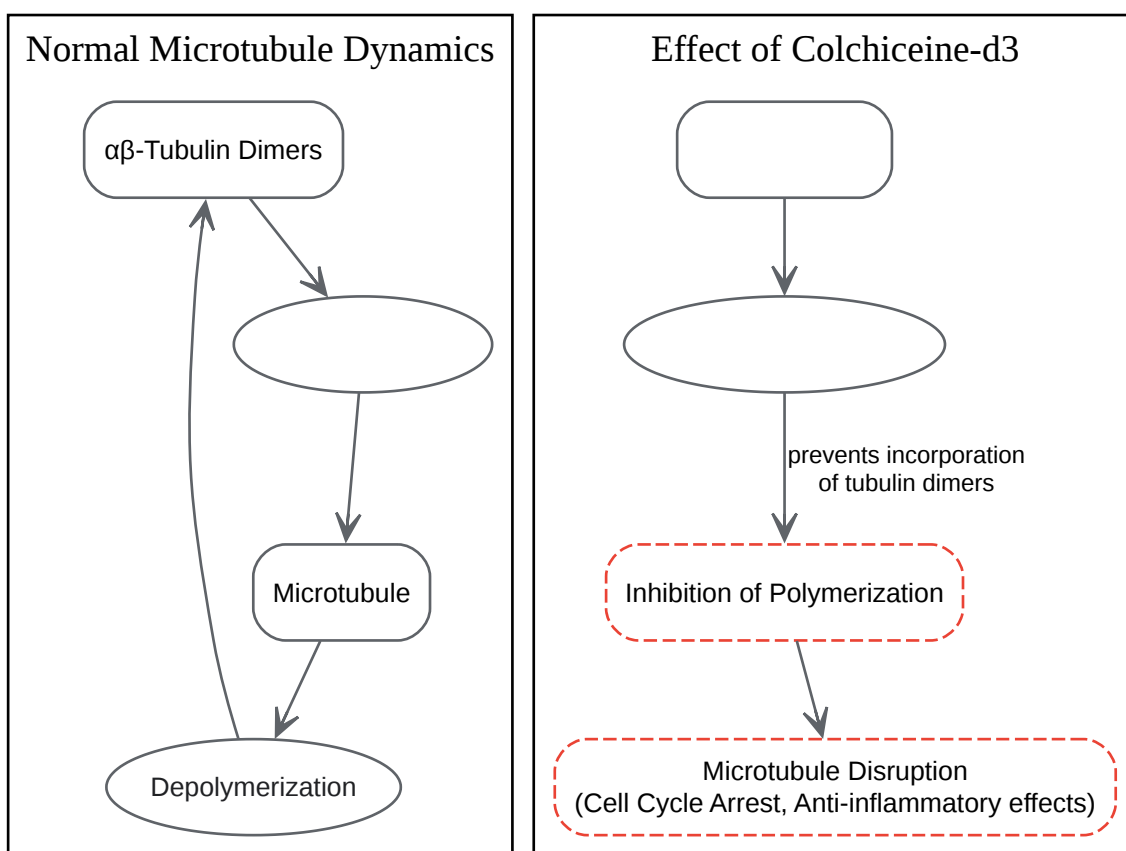 Normal Microtubule Dynamics
αβ-Tubulin Dimers
Microtubule
Depolymerization
Effect of Colchiceine-d3
prevents incorporation
of tubulin dimers
Inhibition of Polymerization
Microtubule Disruption
(Cell Cycle Arrest, Anti-inflammatory effects)